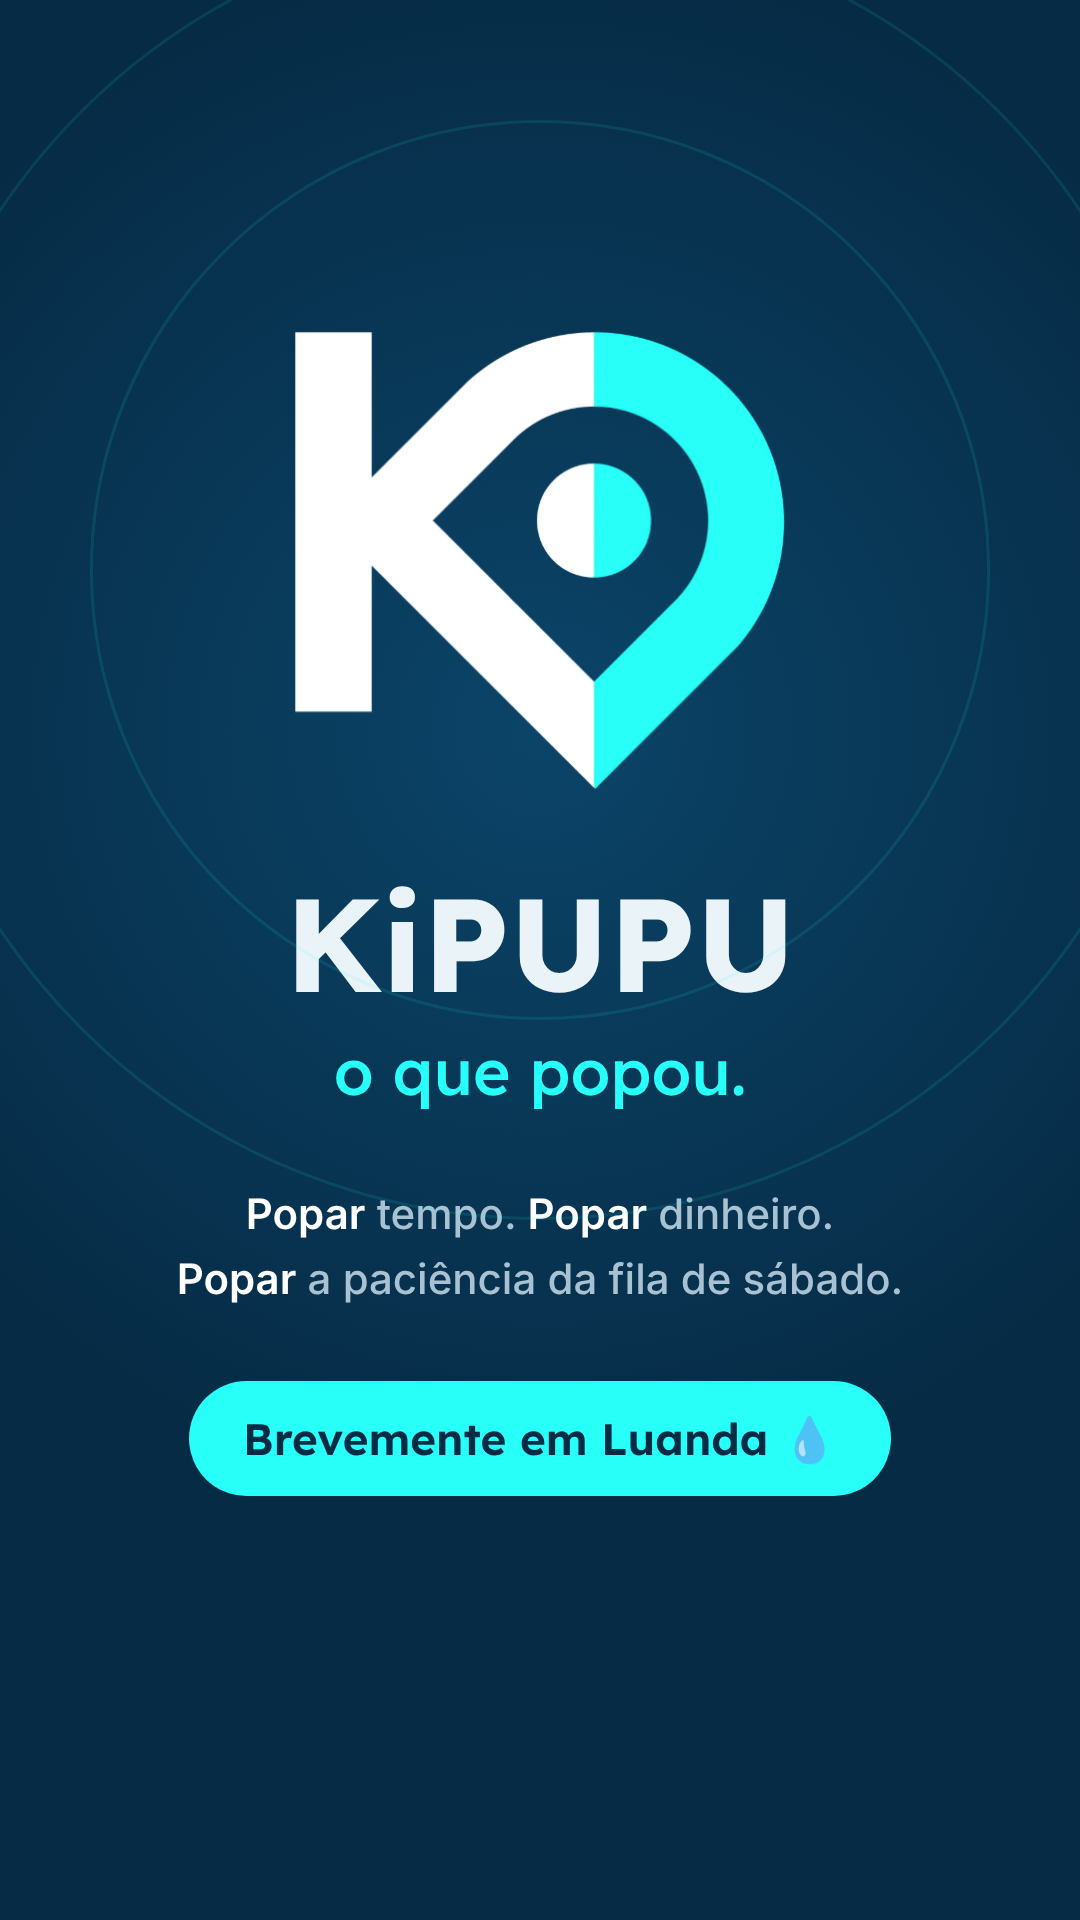 KiPUPU
o que popou.
Popar tempo. Popar dinheiro.
Popar a paciência da fila de sábado.
Brevemente em Luanda 💧